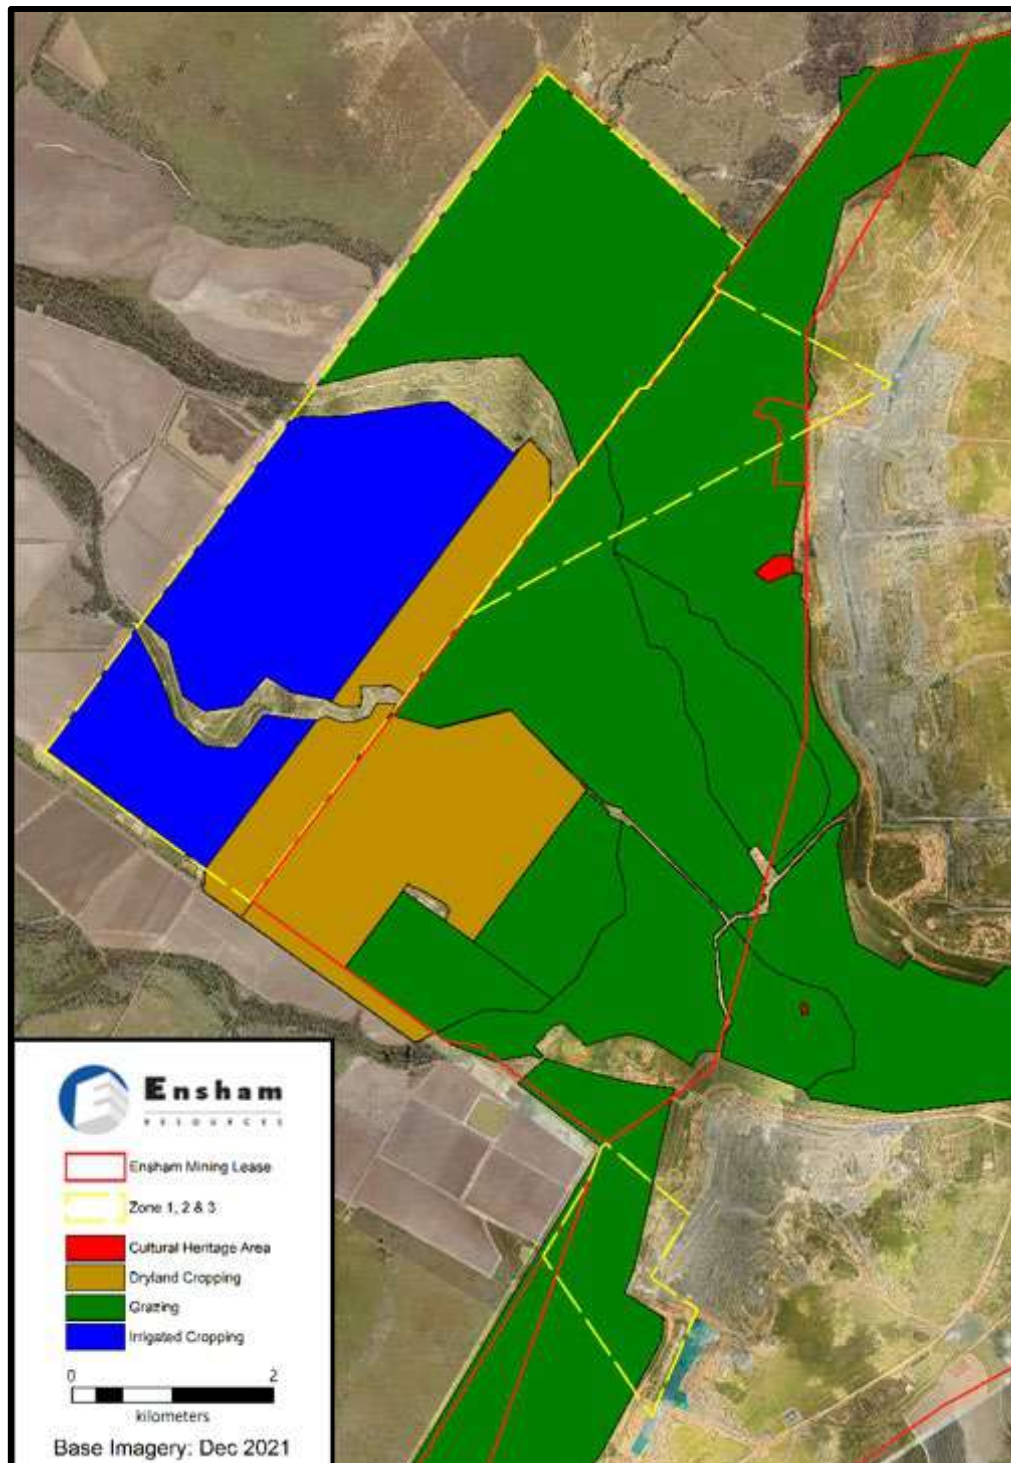 Ensham
RESOURCES
Ensham Mining Lease
Zone 1, 2 & 3
Cultural Heritage Area
Dryland Cropping
Grazing
Irrigated Cropping
0 2
kilometers
Base Imagery: Dec 2021